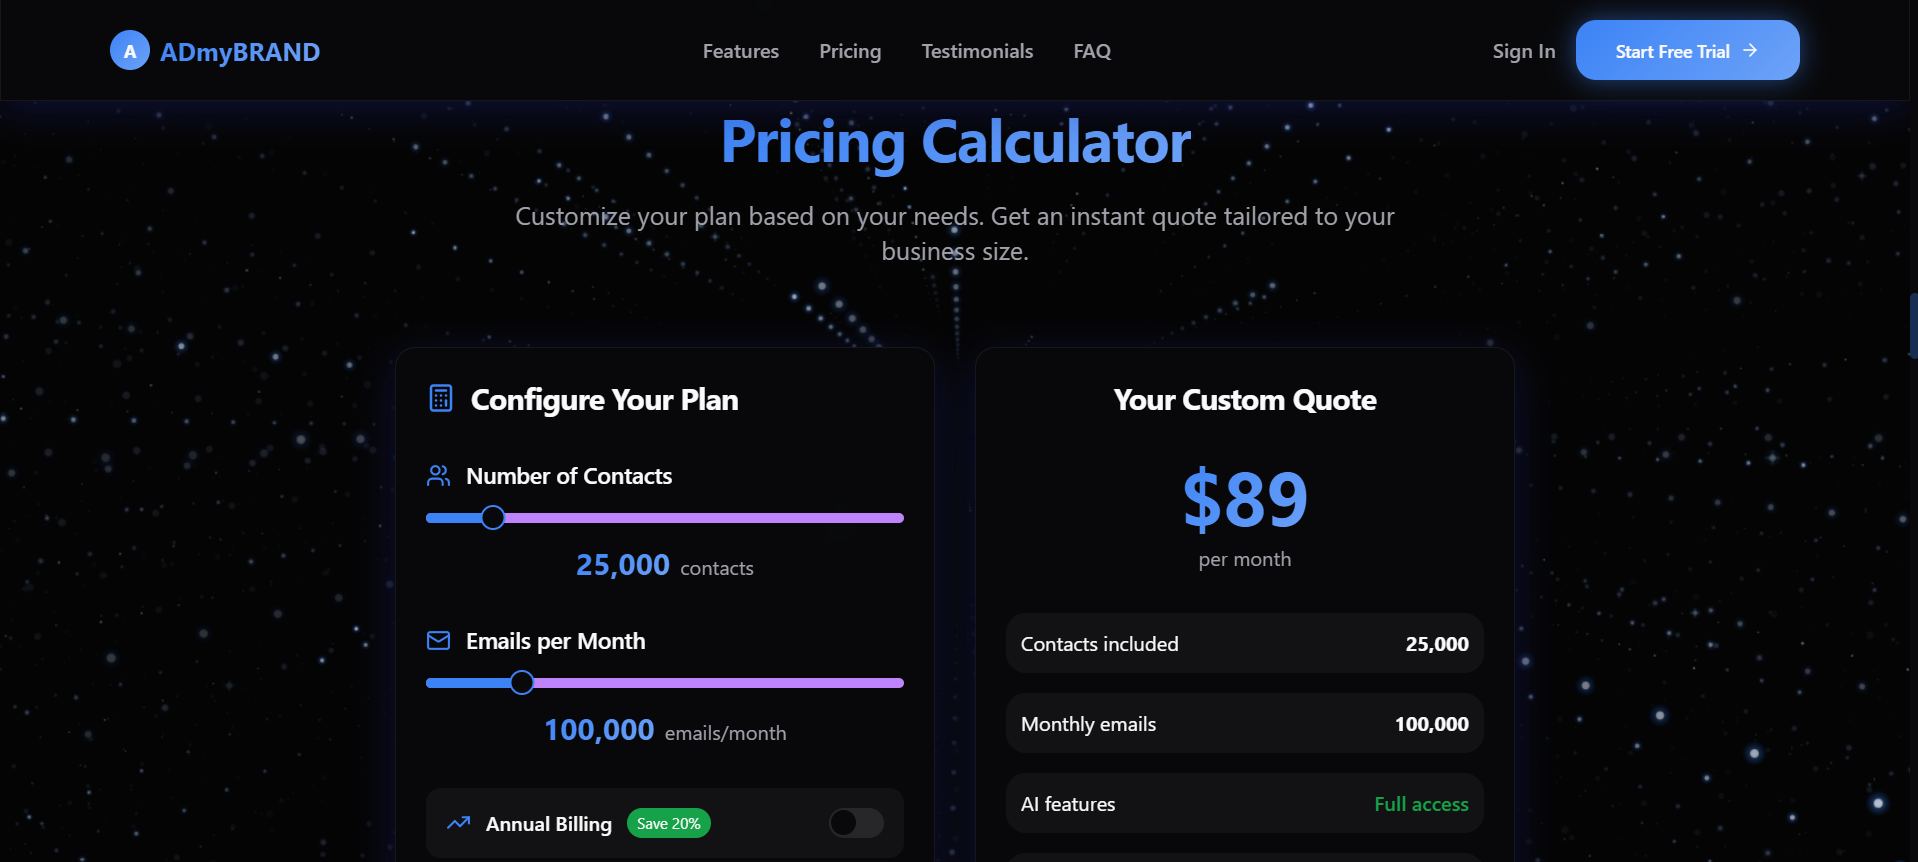 A ADmyBRAND
Features Pricing Testimonials FAQ
Sign In Start Free Trial
Pricing Calculator
Customize your plan based on your needs. Get an instant quote tailored to your
business size.
Configure Your Plan
Number of Contacts
25,000 contacts
Emails per Month
100,000 emails/month
Annual Billing Save 20%
Your Custom Quote
$89
per month
Contacts included 25,000
Monthly emails 100,000
AI features Full access